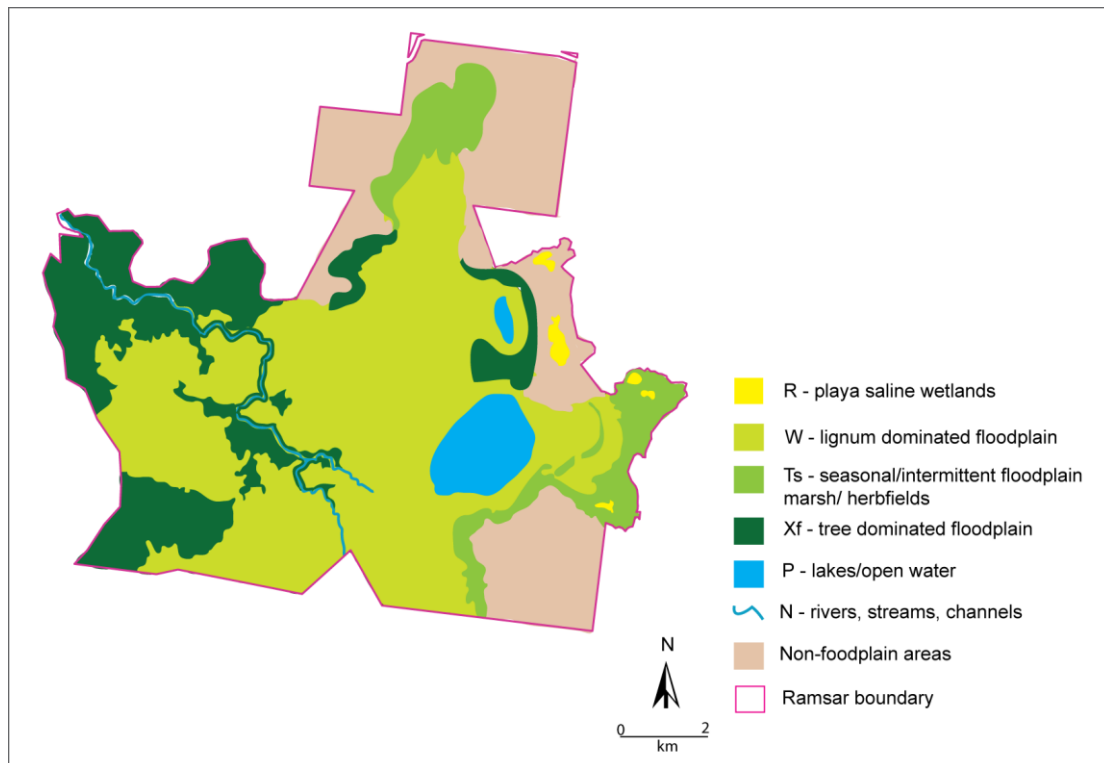 R - playa saline wetlands
W - lignum dominated floodplain
Ts - seasonal/intermittent floodplain
marsh/ herbfields
Xf - tree dominated floodplain
P - lakes/open water
N - rivers, streams, channels
Non-foodplain areas
Ramsar boundary
N
0 2
km